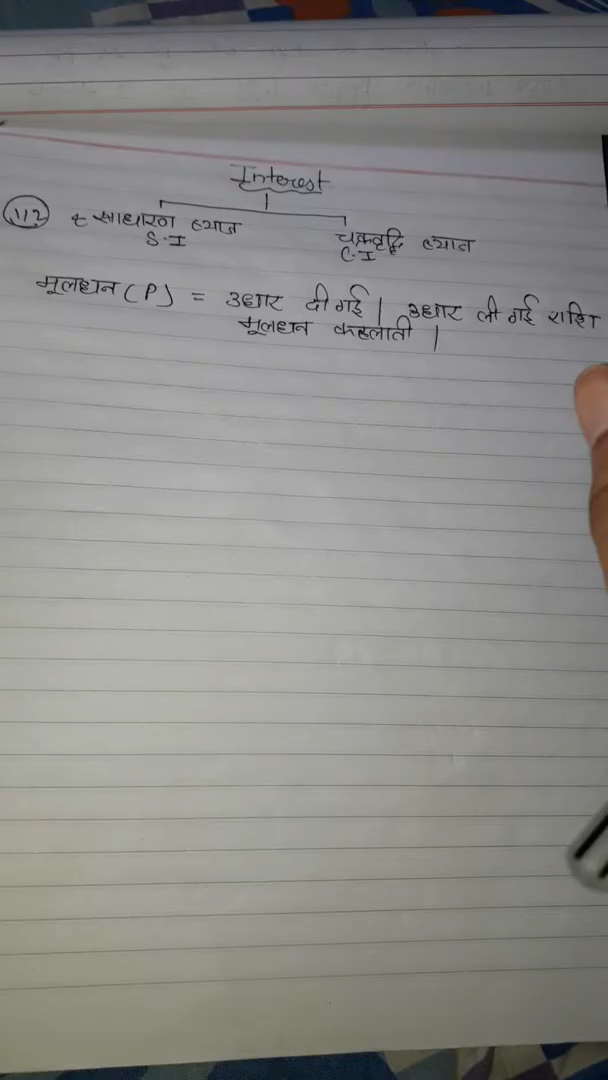 Interest
112 साधारण ब्याज चक्रवृद्धि ब्याज
S.I C.I
मूलधन (P) = उधार दी गई | उधार ली गई राशि
मूलधन कहलाती |